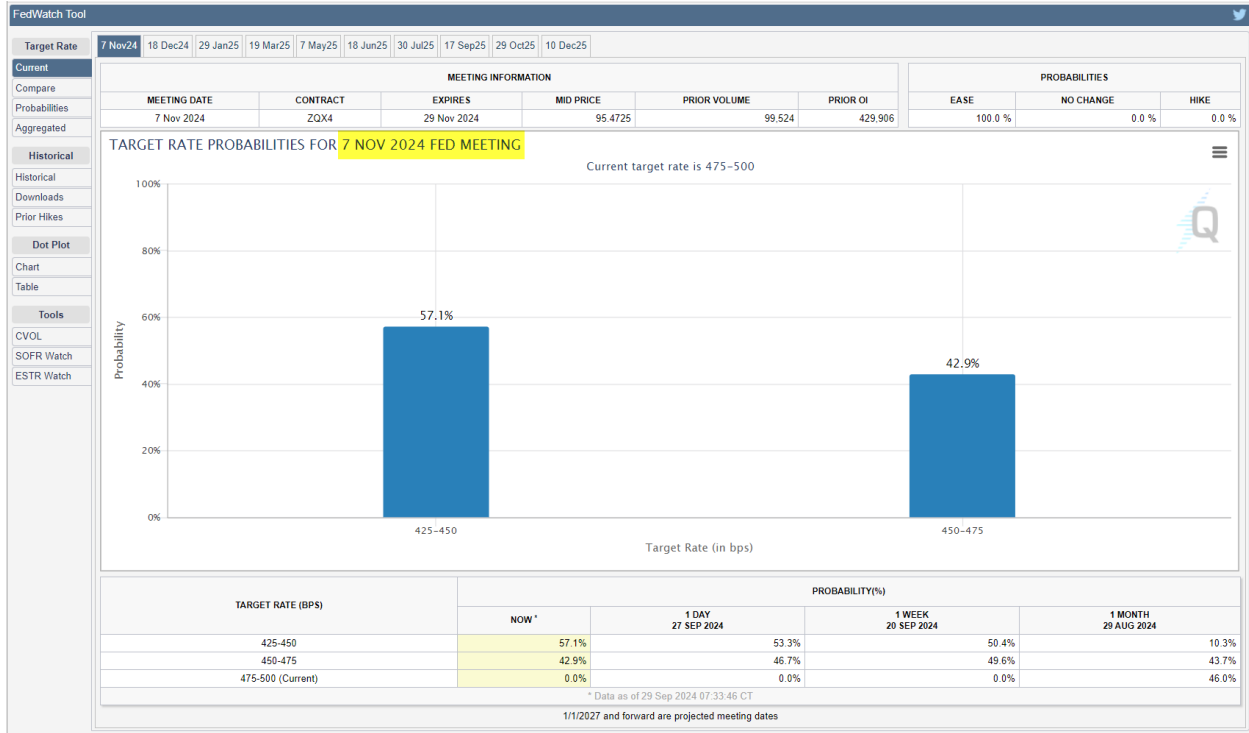 FedWatch Tool
Target Rate
Current
Compare
Probabilities
Aggregated
Historical
Historical
Downloads
Prior Hikes
Dot Plot
Chart
Table
Tools
CVOL
SOFR Watch
ESTR Watch
7 Nov24 18 Dec24 29 Jan25 19 Mar25 7 May25 18 Jun25 30 Jul25 17 Sep25 29 Oct25 10 Dec25
MEETING INFORMATION
MEETING DATE CONTRACT EXPIRES MID PRICE PRIOR VOLUME PRIOR OI
7 Nov 2024 ZQX4 29 Nov 2024 95.4725 99,524 429,906
PROBABILITIES
EASE NO CHANGE HIKE
100.0 % 0.0 % 0.0 %
TARGET RATE PROBABILITIES FOR 7 NOV 2024 FED MEETING
Current target rate is 475-500
Q
Probability
100%
80%
60%
40%
20%
0%
57.1%
42.9%
425-450 450-475
Target Rate (in bps)
TARGET RATE (BPS) PROBABILITY(%)
NOW * 1 DAY 27 SEP 2024 1 WEEK 20 SEP 2024 1 MONTH 29 AUG 2024
425-450 57.1% 53.3% 50.4% 10.3%
450-475 42.9% 46.7% 49.6% 43.7%
475-500 (Current) 0.0% 0.0% 0.0% 46.0%
* Data as of 29 Sep 2024 07:33:46 CT
1/1/2027 and forward are projected meeting dates